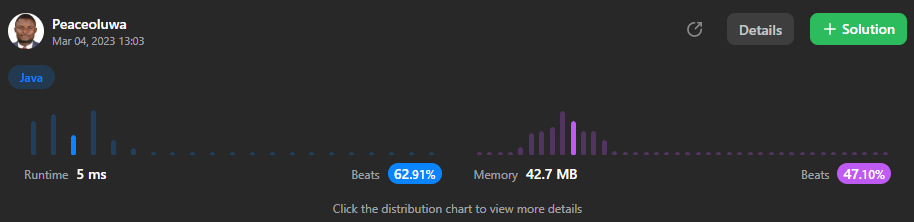 Peaceoluwa
Mar 04, 2023 13:03
Details
+ Solution
Java
Runtime 5 ms
Beats 62.91%
Memory 42.7 MB
Beats 47.10%
Click the distribution chart to view more details